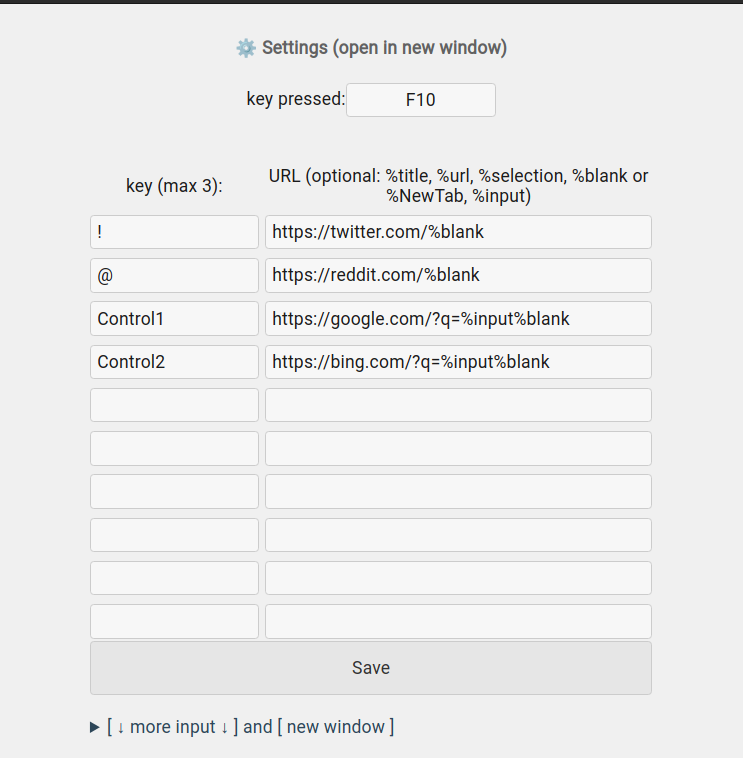 ⚙️ Settings (open in new window)
key pressed: F10
key (max 3):
URL (optional: %title, %url, %selection, %blank or
%NewTab, %input)
! https://twitter.com/%blank
@ https://reddit.com/%blank
Control1 https://google.com/?q=%input%blank
Control2 https://bing.com/?q=%input%blank
Save
▶ [ ↓ more input ↓ ] and [ new window ]